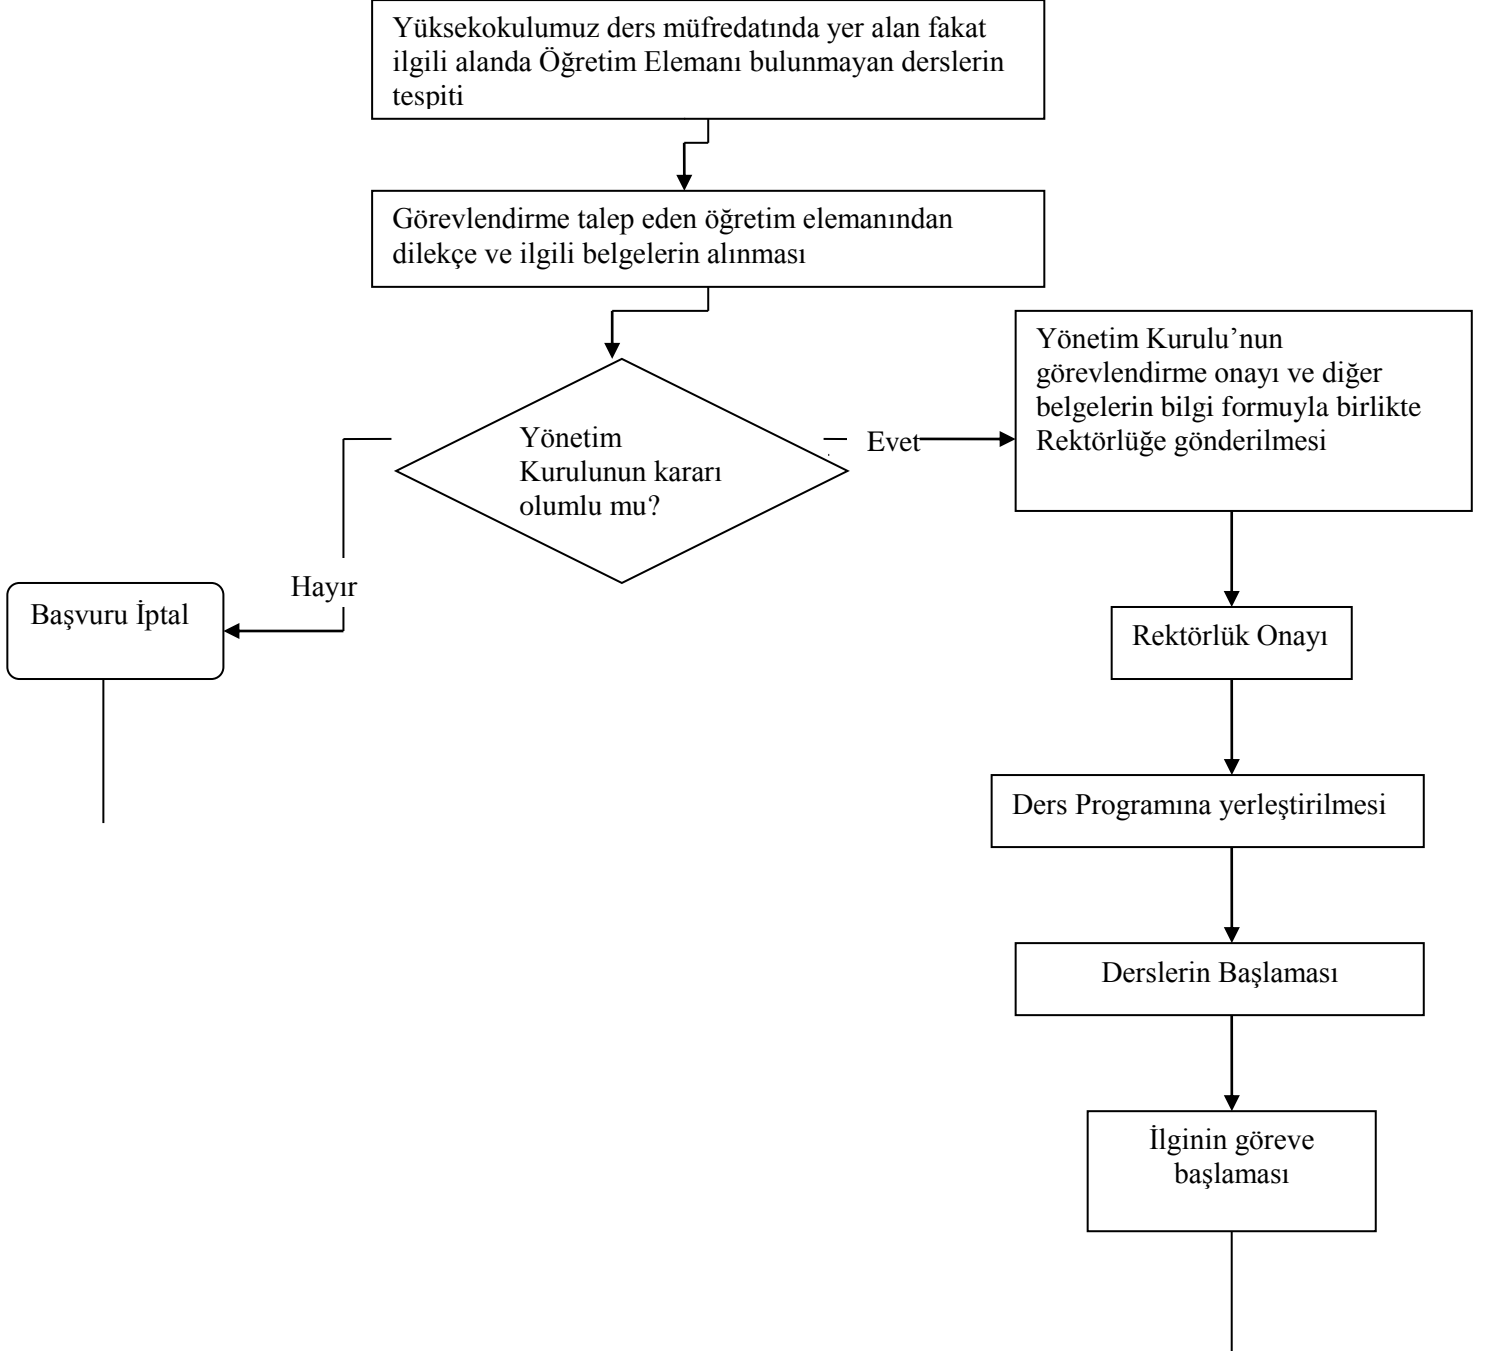 Yüksekokulumuz ders müfredatında yer alan fakat
ilgili alanda Öğretim Elemanı bulunmayan derslerin
tespiti
Görevlendirme talep eden öğretim elemanından
dilekçe ve ilgili belgelerin alınması
Yönetim
Kurulunun kararı
olumlu mu?
Evet
Yönetim Kurulu’nun
görevlendirme onayı ve diğer
belgelerin bilgi formuyla birlikte
Rektörlüğe gönderilmesi
Hayır
Başvuru İptal
Rektörlük Onayı
Ders Programına yerleştirilmesi
Derslerin Başlaması
İlginin göreve
başlaması